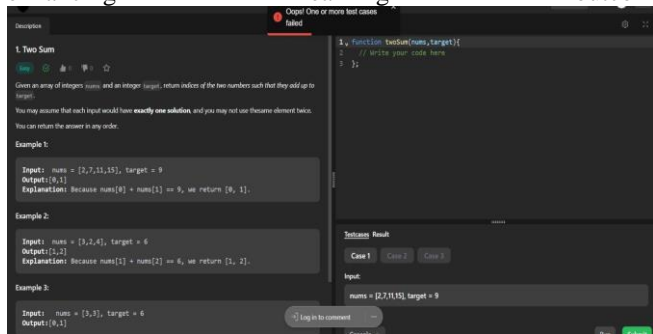 Oops! One or more test cases
failed
Description
1. Two Sum
Easy
Given an array of integers nums and an integer target, return indices of the two numbers such that they add up to
target.
You may assume that each input would have exactly one solution, and you may not use thesame element twice.
You can return the answer in any order.
Example 1:
Input: nums = [2,7,11,15], target = 9
Output:[0,1]
Explanation: Because nums[0] + nums[1] == 9, we return [0, 1].
Example 2:
Input: nums = [3,2,4], target = 6
Output:[1,2]
Explanation: Because nums[1] + nums[2] == 6, we return [1, 2].
Example 3:
Input: nums = [3,3], target = 6
Output:[0,1]
1 function twoSum(nums,target){
2 // Write your code here
3 };
Testcases Result
Case 1 Case 2 Case 3
Input:
nums = [2,7,11,15], target = 9
Log in to comment
Console
Run Submit